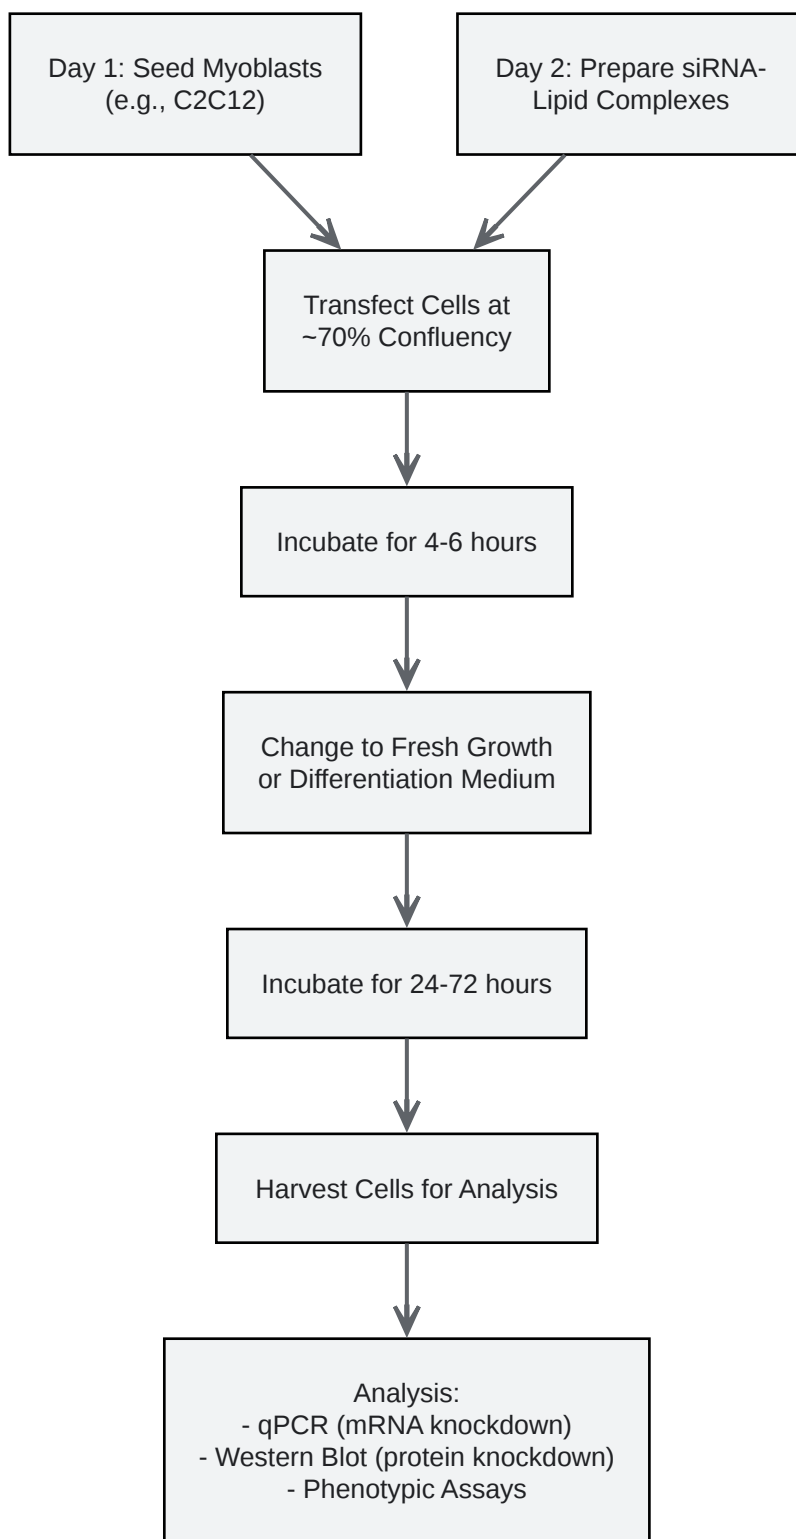 Day 1: Seed Myoblasts
(e.g., C2C12)
Day 2: Prepare siRNA-
Lipid Complexes
Transfect Cells at
~70% Confluency
Incubate for 4-6 hours
Change to Fresh Growth
or Differentiation Medium
Incubate for 24-72 hours
Harvest Cells for Analysis
Analysis:
- qPCR (mRNA knockdown)
- Western Blot (protein knockdown)
- Phenotypic Assays